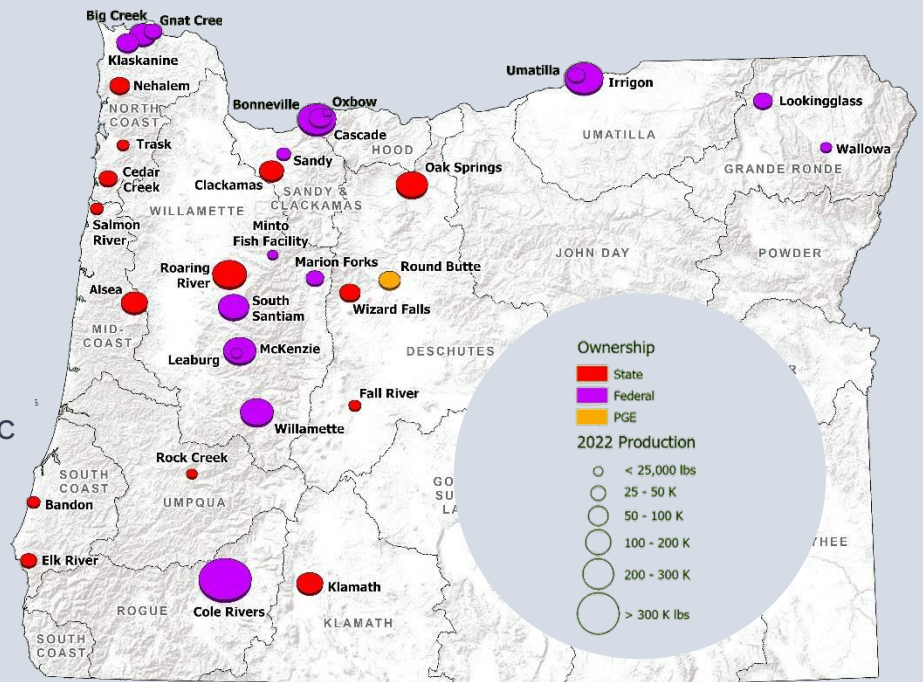 Big Creek
Gnat Cree
Klaskanine
Nehalem
NORTH
COAST
Trask
Cedar
Creek
Salmon
River
Umatilla
Irrigon
Bonneville
Oxbow
Cascade
HOOD
UMATILLA
Lookingglass
Wallowa
GRANDE RONDE
Sandy
Clackamas
SANDY &
CLACKAMAS
Oak Springs
WILLAMETTE
Minto
Fish Facility
Marion Forks
Round Butte
JOHN DAY
POWDER
Roaring
River
Wizard Falls
Alsea
South
Santiam
MID-
COAST
McKenzie
Leaburg
DESCHUTES
Fall River
Willamette
C
Rock Creek
UMPQUA
SOUTH
COAST
Bandon
Elk River
GO
SU
LA
R
HEE
Cole Rivers
Klamath
KLAMATH
ROGUE
SOUTH
COAST
Ownership
State
Federal
PGE
2022 Production
< 25,000 lbs
25 - 50 K
50 - 100 K
100 - 200 K
200 - 300 K
> 300 K lbs